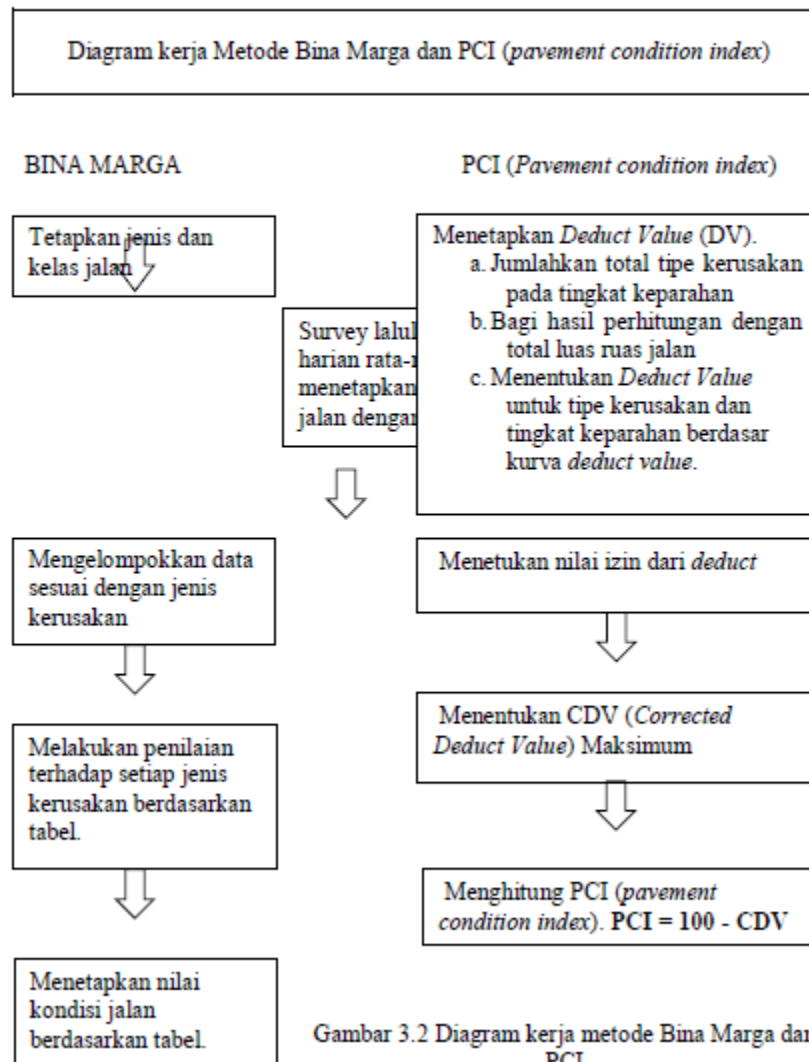 Diagram kerja Metode Bina Marga dan PCI (pavement condition index)
BINA MARGA
Tetapkan jenis dan
kelas jalan
Survey lalul
harian rata-r
menetapkan
jalan dengan
Mengelompokkan data
sesuai dengan jenis
kerusakan
Melakukan penilaian
terhadap setiap jenis
kerusakan berdasarkan
tabel.
Menetapkan nilai
kondisi jalan
berdasarkan tabel.
PCI (Pavement condition index)
Menetapkan Deduct Value (DV).
a. Jumlahkan total tipe kerusakan
pada tingkat keparahan
b. Bagi hasil perhitungan dengan
total luas ruas jalan
c. Menentukan Deduct Value
untuk tipe kerusakan dan
tingkat keparahan berdasar
kurva deduct value.
Menetukan nilai izin dari deduct
Menentukan CDV (Corrected
Deduct Value) Maksimum
Menghitung PCI (pavement
condition index). PCI = 100 - CDV
Gambar 3.2 Diagram kerja metode Bina Marga dan
PCI